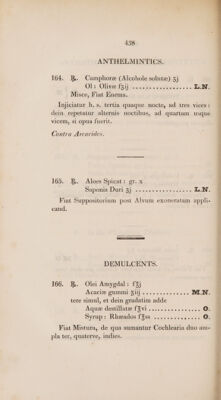 438
ANTHELMINTICS.
164. ℞. Camphoræ (Alcohole solutæ) ʒj
Ol: Olivæ fʒij .................. L.N.
Misce, Fiat Enema.
Injiciatur h. s. tertia quaque nocte, ad tres vices:
dein repetatur alternis noctibus, ad quartam usque
vicem, si opus fuerit.
Contra Ascarides.
165. ℞. Aloes Spicat: gr. x
Saponis Duri ʒj ................ L.N.
Fiat Suppositorium post Alvum exoneratam appli-
cand.
DEMULCENTS.
166. ℞. Olei Amygdal: fʒj
Acaciæ gummi ʒiij .............. M.N.
tere simul, et dein gradatim adde
Aquæ destillatæ f℥vi ................ O.
Syrup: Rhœados f℥ss ................ O.
Fiat Mistura, de qua sumantur Cochlearia duo am-
pla ter, quaterve, indies.